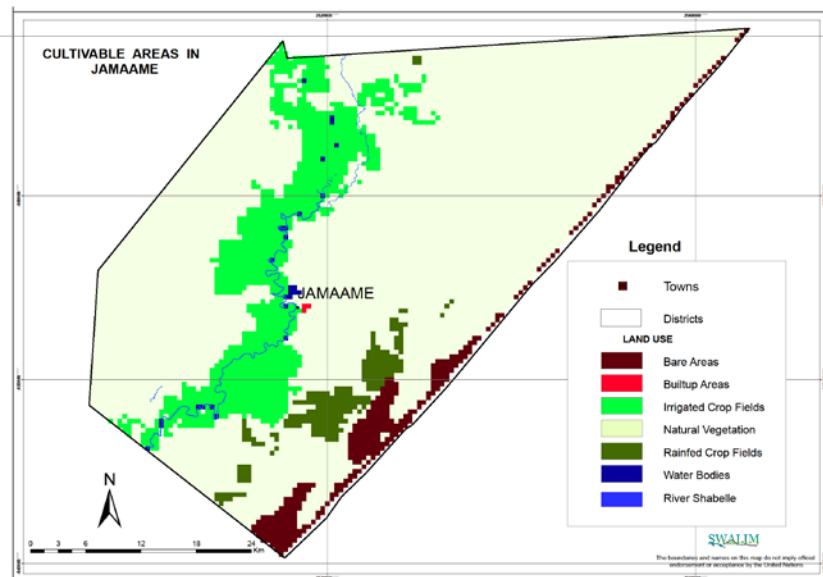 CULTIVABLE AREAS IN
JAMAAME
JAMAAME
Legend
Towns
Districts
LAND USE
Bare Areas
Builtup Areas
Irrigated Crop Fields
Natural Vegetation
Rainfed Crop Fields
Water Bodies
River Shabelle
N
0 3 6 12 18 24
Km
SWALIM
The boundaries and names on this map do not imply official
endorsement or acceptance by the United Nations